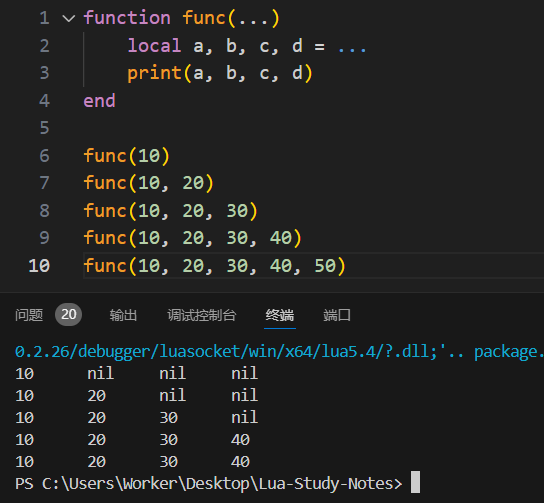 1 function func(...)
2 local a, b, c, d = ...
3 print(a, b, c, d)
4 end
5
6 func(10)
7 func(10, 20)
8 func(10, 20, 30)
9 func(10, 20, 30, 40)
10 func(10, 20, 30, 40, 50)
问题 20 输出 调试控制台 终端 端口
0.2.26/debugger/luasocket/win/x64/lua5.4/?.dll;'.. package.
10 nil nil nil
10 20 nil nil
10 20 30 nil
10 20 30 40
10 20 30 40
PS C:\Users\Worker\Desktop\Lua-Study-Notes>